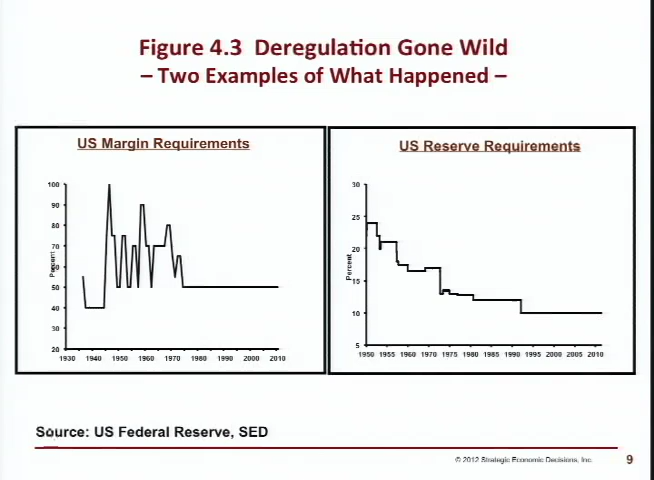 Figure 4.3 Deregulation Gone Wild
– Two Examples of What Happened –
US Margin Requirements
US Reserve Requirements
100
90
80
70
60
50
40
30
20
Percent
1930 1940 1950 1960 1970 1980 1990 2000 2010
30
25
20
15
10
5
Percent
1950 1955 1960 1970 1975 1980 1985 1990 1995 2000 2005 2010
Source: US Federal Reserve, SED
© 2012 Strategic Economic Decisions, Inc.
9